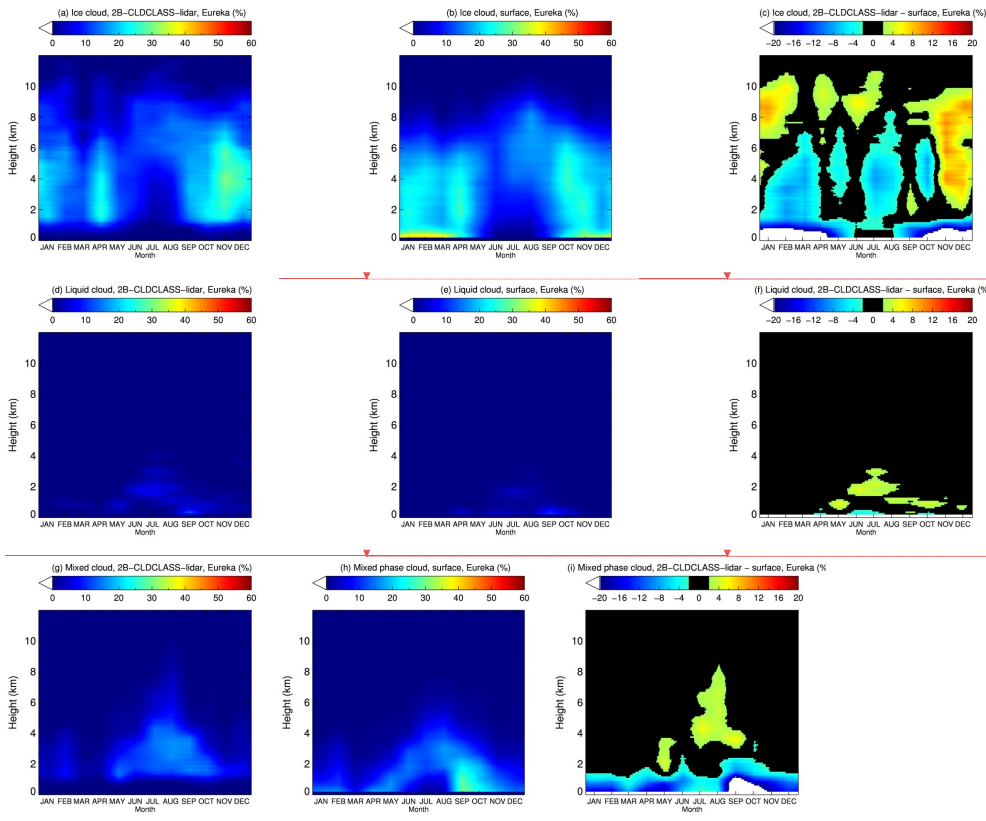 (a) Ice cloud, 2B−CLDCLASS−lidar, Eureka (%)
0 10 20 30 40 50 60
Height (km)
10
8
6
4
2
0
JAN FEB MAR APR MAY JUN JUL AUG SEP OCT NOV DEC
Month
(b) Ice cloud, surface, Eureka (%)
0 10 20 30 40 50 60
Height (km)
10
8
6
4
2
0
JAN FEB MAR APR MAY JUN JUL AUG SEP OCT NOV DEC
Month
(c) Ice cloud, 2B−CLDCLASS−lidar − surface, Eureka (%)
−20 −16 −12 −8 −4 0 4 8 12 16 20
Height (km)
10
8
6
4
2
0
JAN FEB MAR APR MAY JUN JUL AUG SEP OCT NOV DEC
Month
(d) Liquid cloud, 2B−CLDCLASS−lidar, Eureka (%)
0 10 20 30 40 50 60
Height (km)
10
8
6
4
2
0
JAN FEB MAR APR MAY JUN JUL AUG SEP OCT NOV DEC
Month
(e) Liquid cloud, surface, Eureka (%)
0 10 20 30 40 50 60
Height (km)
10
8
6
4
2
0
JAN FEB MAR APR MAY JUN JUL AUG SEP OCT NOV DEC
Month
(f) Liquid cloud, 2B−CLDCLASS−lidar − surface, Eureka (%
−20 −16 −12 −8 −4 0 4 8 12 16 20
Height (km)
10
8
6
4
2
0
JAN FEB MAR APR MAY JUN JUL AUG SEP OCT NOV DEC
Month
(g) Mixed cloud, 2B−CLDCLASS−lidar, Eureka (%)
0 10 20 30 40 50 60
Height (km)
10
8
6
4
2
0
JAN FEB MAR APR MAY JUN JUL AUG SEP OCT NOV DEC
Month
(h) Mixed phase cloud, surface, Eureka (%)
0 10 20 30 40 50 60
Height (km)
10
8
6
4
2
0
JAN FEB MAR APR MAY JUN JUL AUG SEP OCT NOV DEC
Month
(i) Mixed phase cloud, 2B−CLDCLASS−lidar − surface, Eureka (%
−20 −16 −12 −8 −4 0 4 8 12 16 20
Height (km)
10
8
6
4
2
0
JAN FEB MAR APR MAY JUN JUL AUG SEP OCT NOV DEC
Month